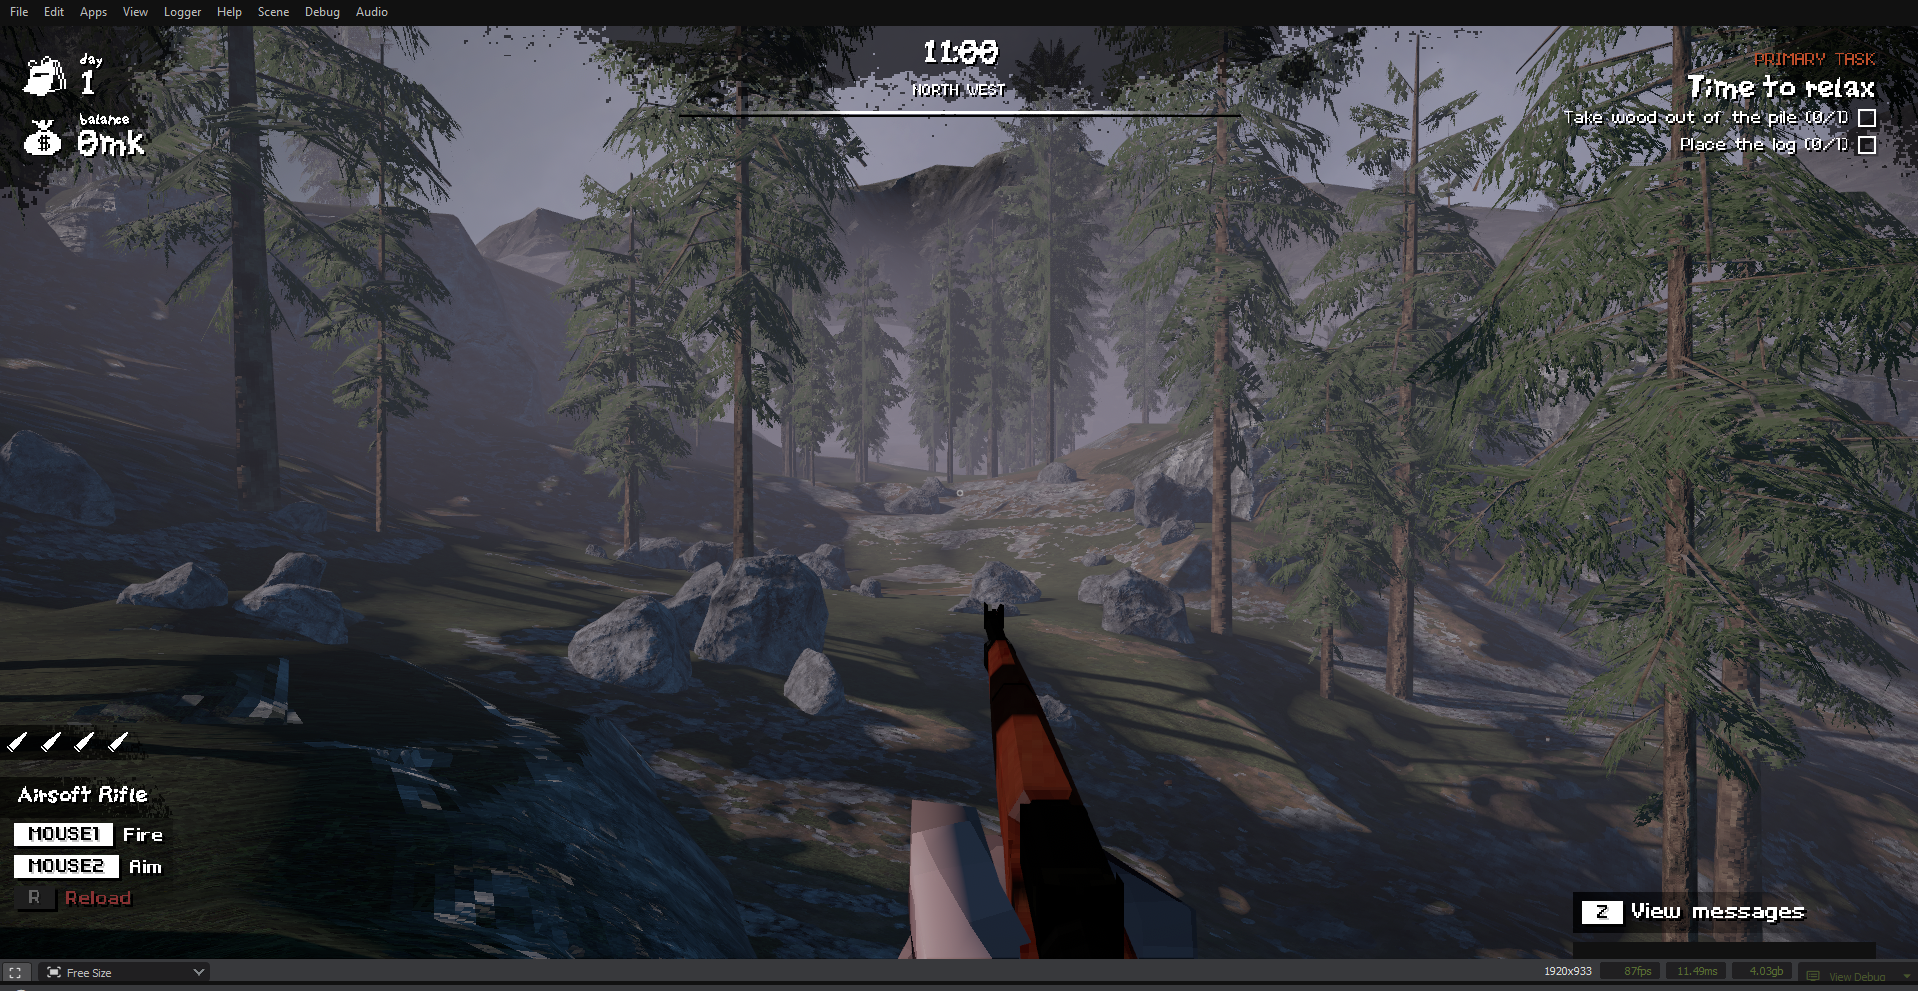 File Edit Apps View Logger Help Scene Debug Audio
day
1
balance
0mk
11:00
NORTH WEST
PRIMARY TASK
Time to relax
Take wood out of the pile (0/1)
Place the log (0/1)
Airsoft Rifle
MOUSE1 Fire
MOUSE2 Aim
R Reload
Z View messages
Free Size
1920x933 87fps 11.49ms 4.03gb View Debug